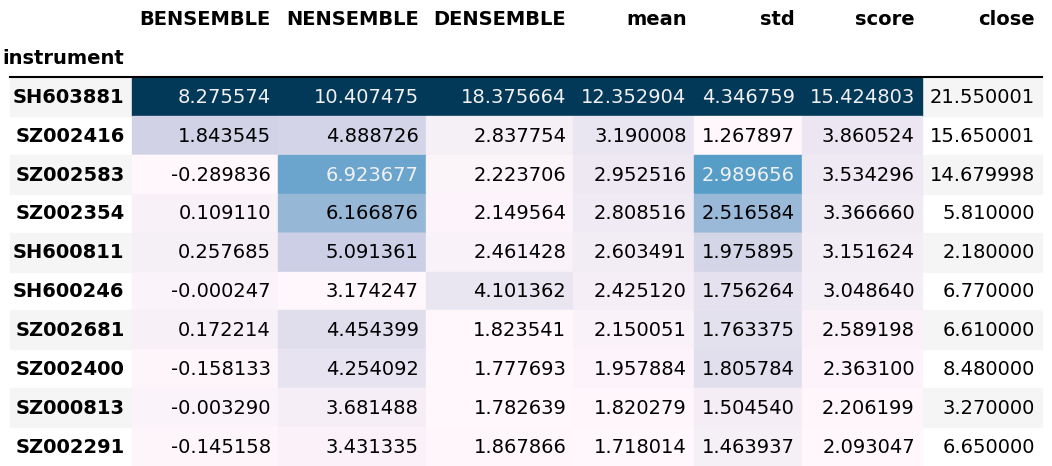 BENSEMBLE NENSEMBLE DENSEMBLE mean std score close
instrument
SH603881 8.275574 10.407475 18.375664 12.352904 4.346759 15.424803 21.550001
SZ002416 1.843545 4.888726 2.837754 3.190008 1.267897 3.860524 15.650001
SZ002583 -0.289836 6.923677 2.223706 2.952516 2.989656 3.534296 14.679998
SZ002354 0.109110 6.166876 2.149564 2.808516 2.516584 3.366660 5.810000
SH600811 0.257685 5.091361 2.461428 2.603491 1.975895 3.151624 2.180000
SH600246 -0.000247 3.174247 4.101362 2.425120 1.756264 3.048640 6.770000
SZ002681 0.172214 4.454399 1.823541 2.150051 1.763375 2.589198 6.610000
SZ002400 -0.158133 4.254092 1.777693 1.957884 1.805784 2.363100 8.480000
SZ000813 -0.003290 3.681488 1.782639 1.820279 1.504540 2.206199 3.270000
SZ002291 -0.145158 3.431335 1.867866 1.718014 1.463937 2.093047 6.650000